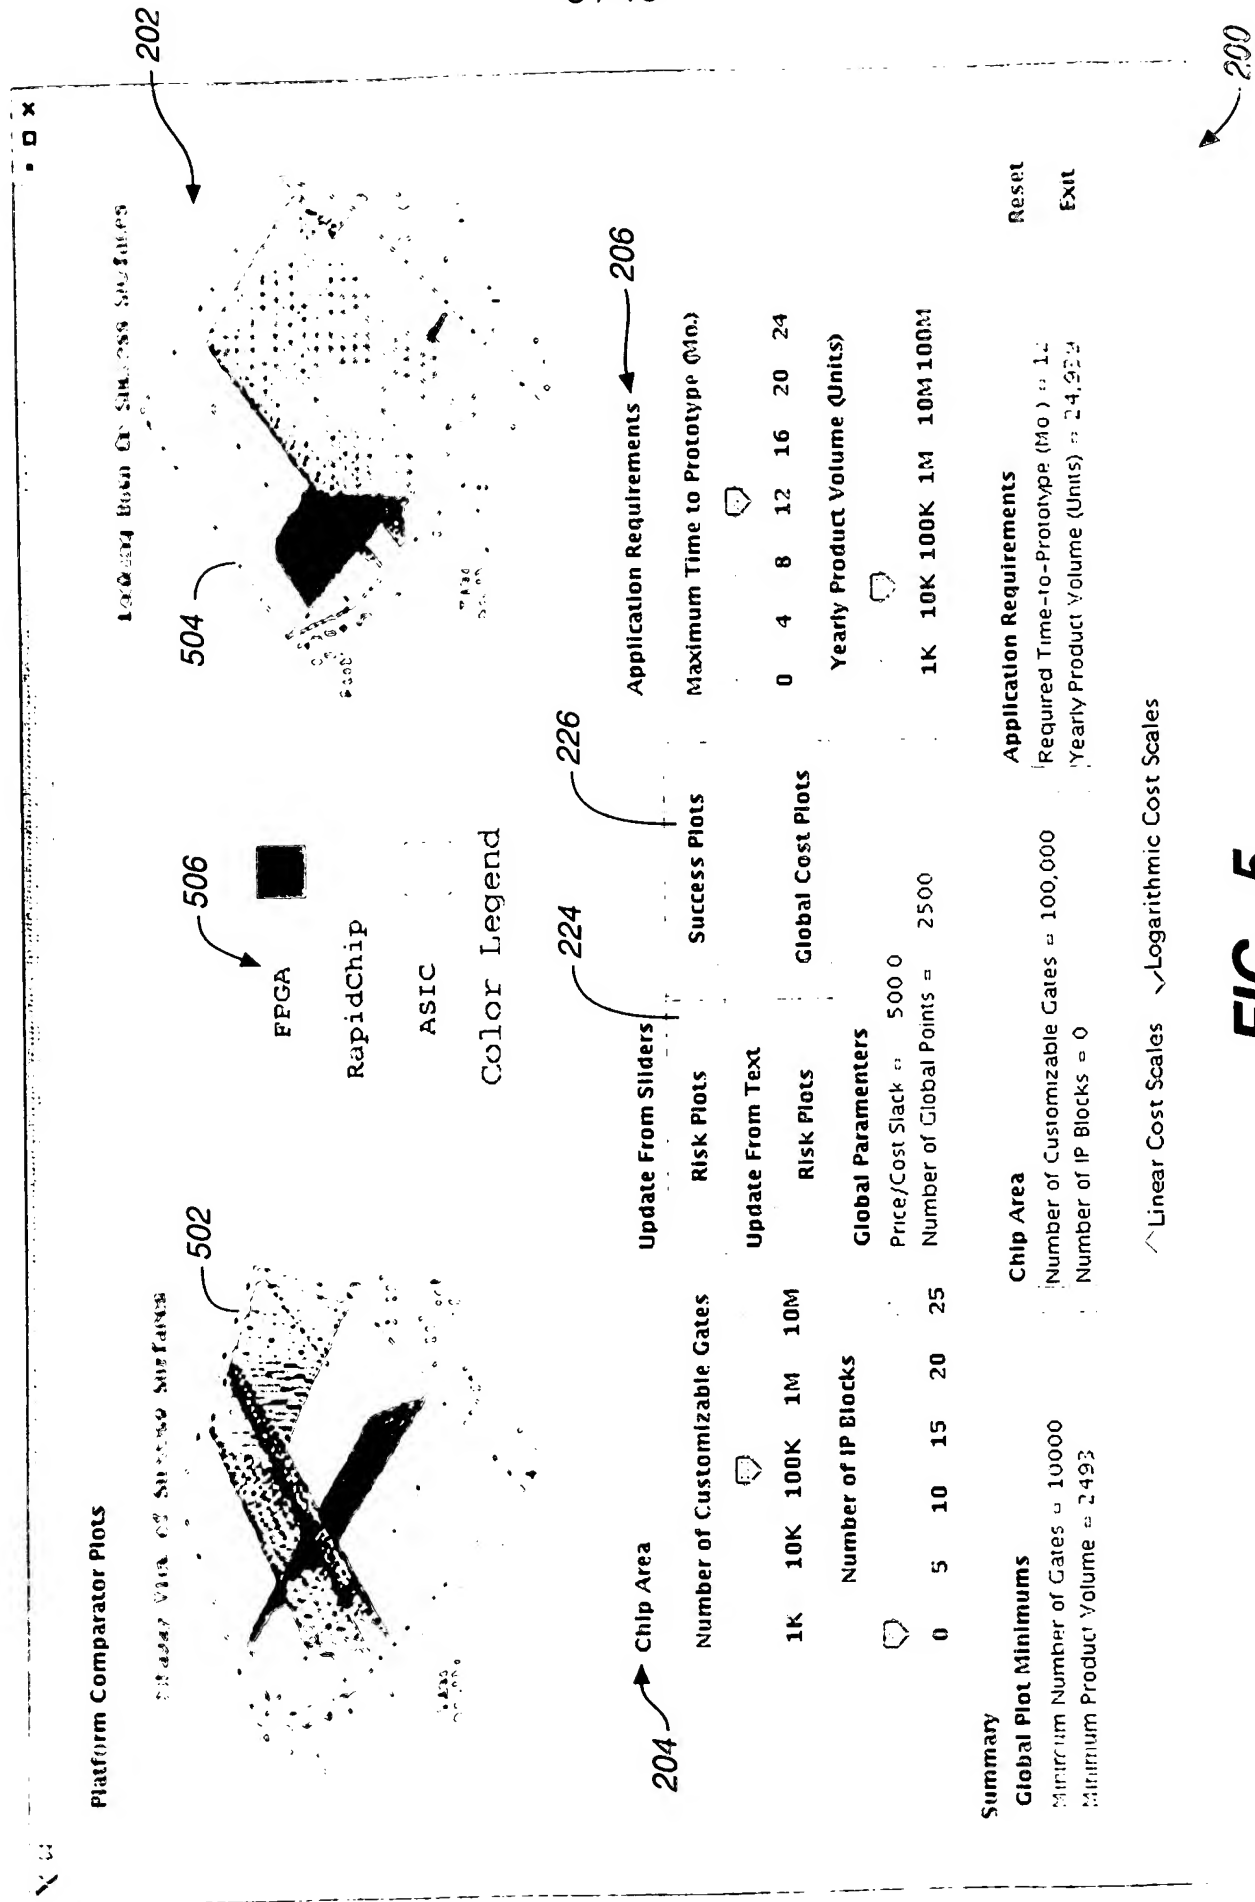 202
Platform Comparator Plots
502
506
504
FPGA
RapidChip
ASIC
Color Legend
204
Chip Area
Update From Sliders
224
226
Application Requirements
206
Number of Customizable Gates
Risk Plots
Success Plots
Maximum Time to Prototype (Mo.)
1K 10K 100K 1M 10M
Update From Text
0 4 8 12 16 20 24
Risk Plots
Global Cost Plots
Number of IP Blocks
Global Paramenters
Yearly Product Volume (Units)
Price/Cost Slack = 500 0
0 5 10 15 20 25
Number of Global Points = 2500
1K 10K 100K 1M 10M 100M
Summary
Global Plot Minimums
Chip Area
Application Requirements
Reset
Minimum Number of Gates = 10000
Number of Customizable Gates = 100,000
Required Time-to-Prototype (Mo ) = 12
Exit
Minimum Product Volume = 2493
Number of IP Blocks = 0
Yearly Product Volume (Units) =
Linear Cost Scales
Logarithmic Cost Scales
200